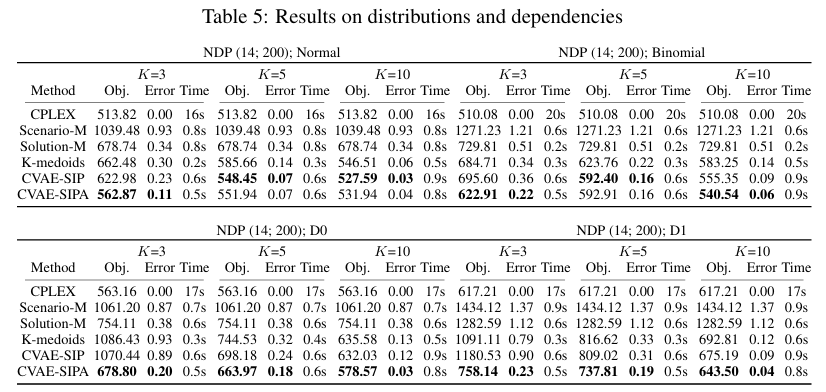 Table 5: Results on distributions and dependencies
NDP (14; 200); Normal NDP (14; 200); Binomial
K=3 K=5 K=10 K=3 K=5 K=10
Method Obj. Error Time Obj. Error Time Obj. Error Time Obj. Error Time Obj. Error Time Obj. Error Time
CPLEX 513.82 0.00 16s 513.82 0.00 16s 513.82 0.00 16s 510.08 0.00 20s 510.08 0.00 20s 510.08 0.00 20s
Scenario-M 1039.48 0.93 0.8s 1039.48 0.93 0.8s 1039.48 0.93 0.8s 1271.23 1.21 0.6s 1271.23 1.21 0.6s 1271.23 1.21 0.6s
Solution-M 678.74 0.34 0.8s 678.74 0.34 0.8s 678.74 0.34 0.8s 729.81 0.51 0.2s 729.81 0.51 0.2s 729.81 0.51 0.2s
K-medoids 662.48 0.30 0.2s 585.66 0.14 0.3s 546.51 0.06 0.5s 684.71 0.34 0.3s 623.76 0.22 0.3s 583.25 0.14 0.5s
CVAE-SIP 622.98 0.23 0.6s 548.45 0.07 0.6s 527.59 0.03 0.9s 695.60 0.36 0.6s 592.40 0.16 0.6s 555.35 0.09 0.9s
CVAE-SIPA 562.87 0.11 0.5s 551.94 0.07 0.6s 531.94 0.04 0.8s 622.91 0.22 0.5s 592.91 0.16 0.6s 540.54 0.06 0.9s
NDP (14; 200); D0 NDP (14; 200); D1
K=3 K=5 K=10 K=3 K=5 K=10
Method Obj. Error Time Obj. Error Time Obj. Error Time Obj. Error Time Obj. Error Time Obj. Error Time
CPLEX 563.16 0.00 17s 563.16 0.00 17s 563.16 0.00 17s 617.21 0.00 17s 617.21 0.00 17s 617.21 0.00 17s
Scenario-M 1061.20 0.87 0.7s 1061.20 0.87 0.7s 1061.20 0.87 0.7s 1434.12 1.37 0.9s 1434.12 1.37 0.9s 1434.12 1.37 0.9s
Solution-M 754.11 0.38 0.6s 754.11 0.38 0.6s 754.11 0.38 0.6s 1282.59 1.12 0.6s 1282.59 1.12 0.6s 1282.59 1.12 0.6s
K-medoids 1086.43 0.93 0.3s 744.53 0.32 0.4s 635.58 0.13 0.5s 1091.11 0.79 0.3s 816.62 0.33 0.3s 692.81 0.12 0.6s
CVAE-SIP 1070.44 0.89 0.6s 698.18 0.24 0.6s 632.03 0.12 0.9s 1180.53 0.90 0.6s 809.02 0.31 0.6s 675.19 0.09 0.9s
CVAE-SIPA 678.80 0.20 0.5s 663.97 0.18 0.6s 578.57 0.03 0.8s 758.14 0.23 0.5s 737.81 0.19 0.5s 643.50 0.04 0.8s